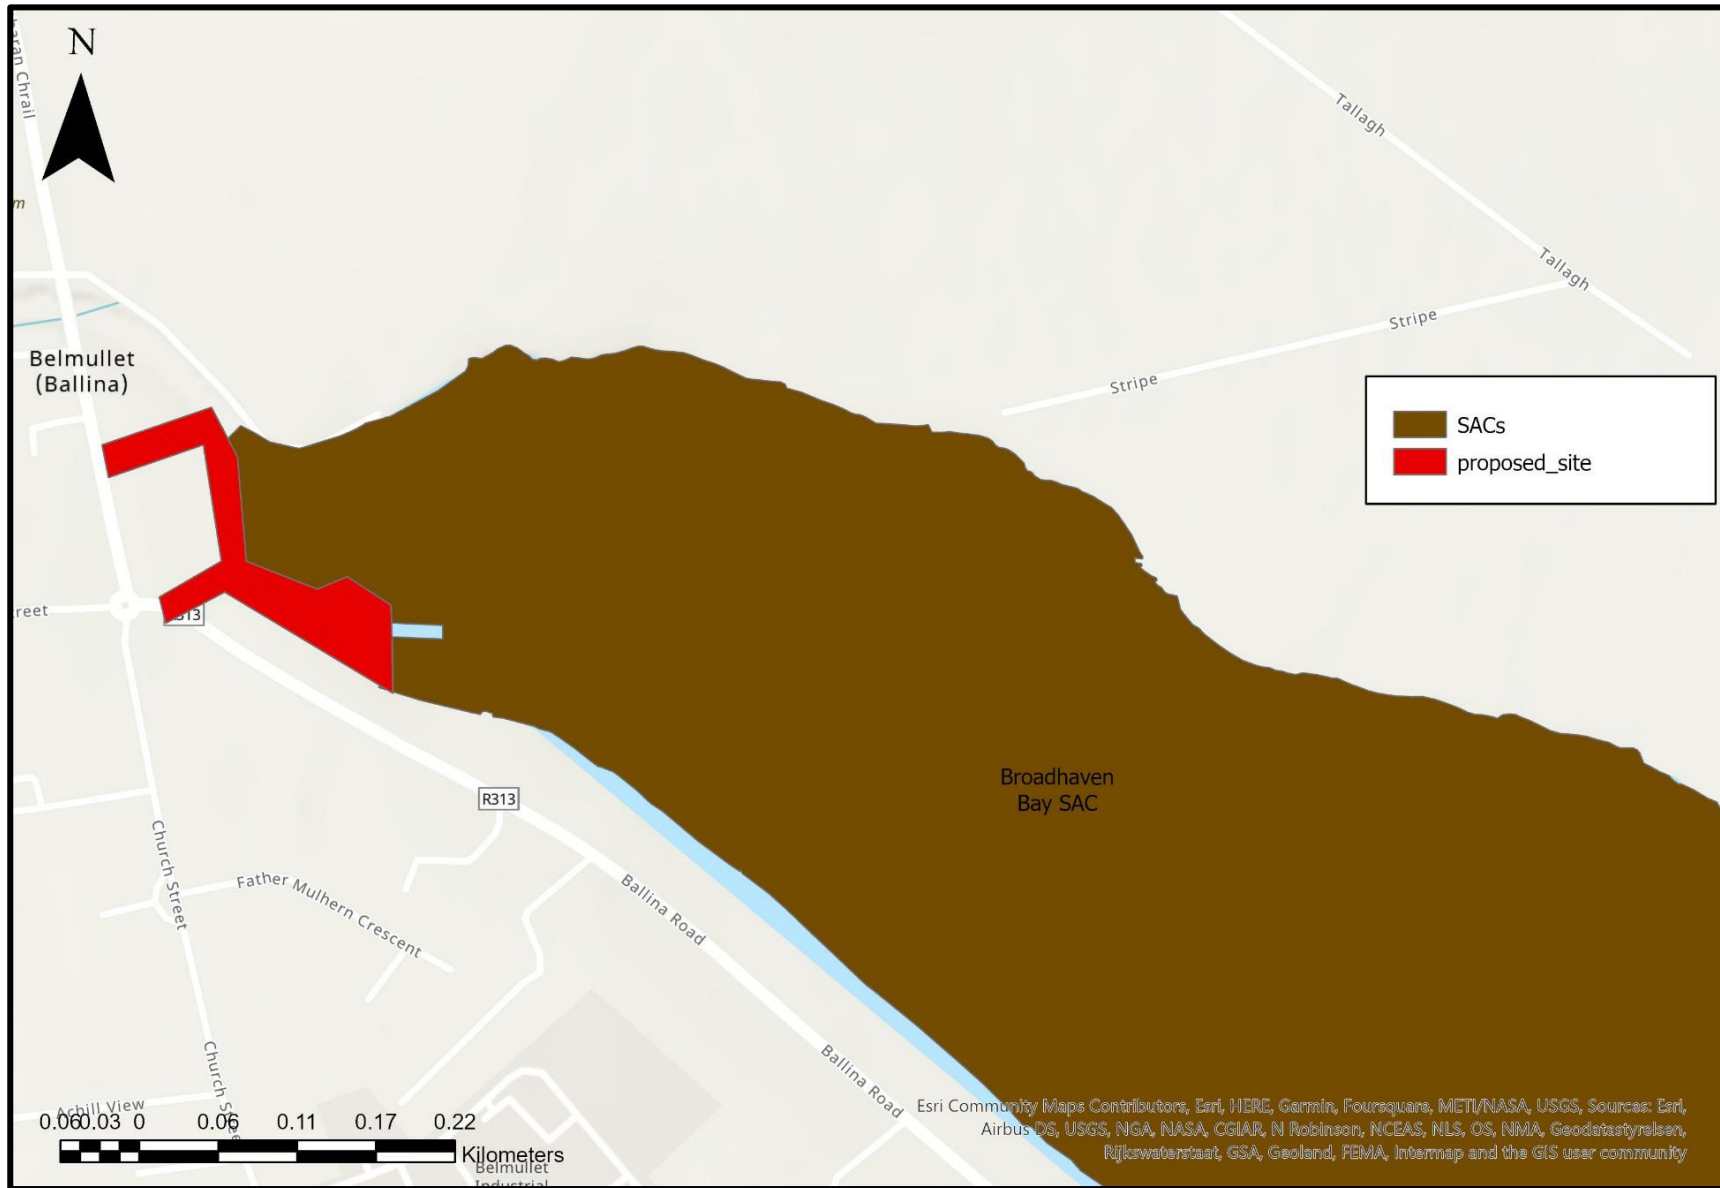 N
Tallagh
Tallagh
Stripe
Stripe
Belmullet
(Ballina)
SACs
proposed_site
R313
Broadhaven
Bay SAC
R313
Church Street
Father Mulhern Crescent
Ballina Road
Ballina Road
Achill View
0.06 0.03 0 0.06 0.11 0.17 0.22
Kilometers
Belmullet
Industrial
Esri Community Maps Contributors, Esri, HERE, Garmin, Foursquare, METI/NASA, USGS, Sources: Esri,
Airbus DS, USGS, NGA, NASA, CGIAR, N Robinson, NCEAS, NLS, OS, NMA, Geodatastyrelsen,
Rijkswaterstaat, GSA, Geoland, FEMA, Intermap and the GIS user community